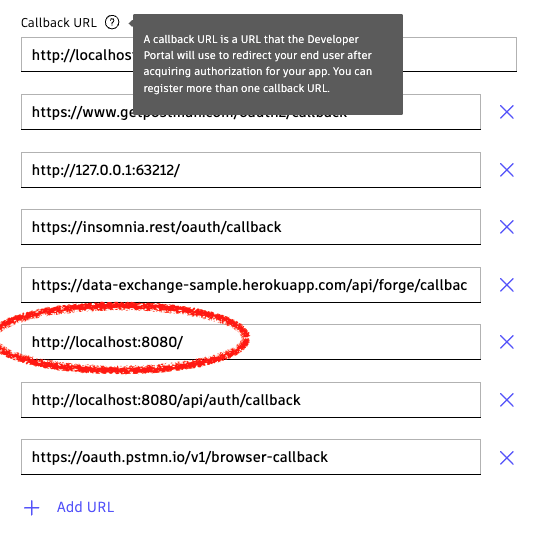 Callback URL ?
A callback URL is a URL that the Developer
Portal will use to redirect your end user after
acquiring authorization for your app. You can
register more than one callback URL.
http://localhost
https://www.getpostman.com/oauth2/callback
http://127.0.0.1:63212/
https://insomnia.rest/oauth/callback
https://data-exchange-sample.herokuapp.com/api/forge/callbac
http://localhost:8080/
http://localhost:8080/api/auth/callback
https://oauth.pstmn.io/v1/browser-callback
+ Add URL